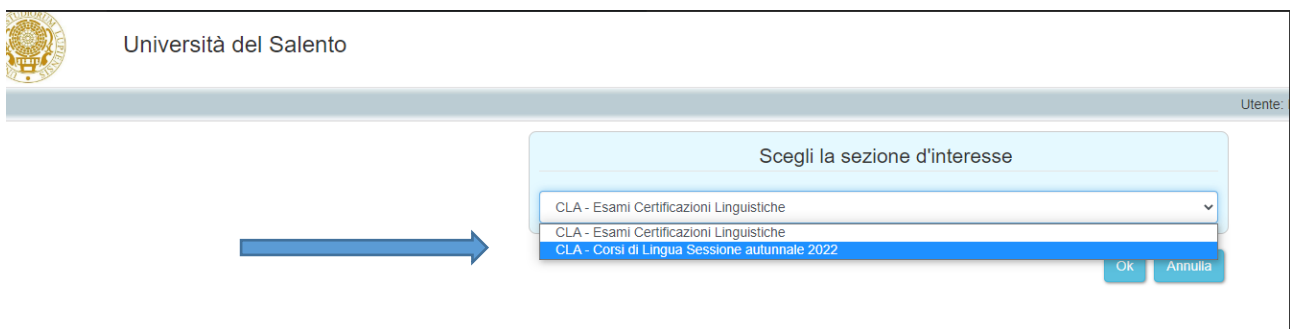 Università del Salento
Utente:
Scegli la sezione d'interesse
CLA - Esami Certificazioni Linguistiche
CLA - Esami Certificazioni Linguistiche
CLA - Corsi di Lingua Sessione autunnale 2022
Ok Annulla